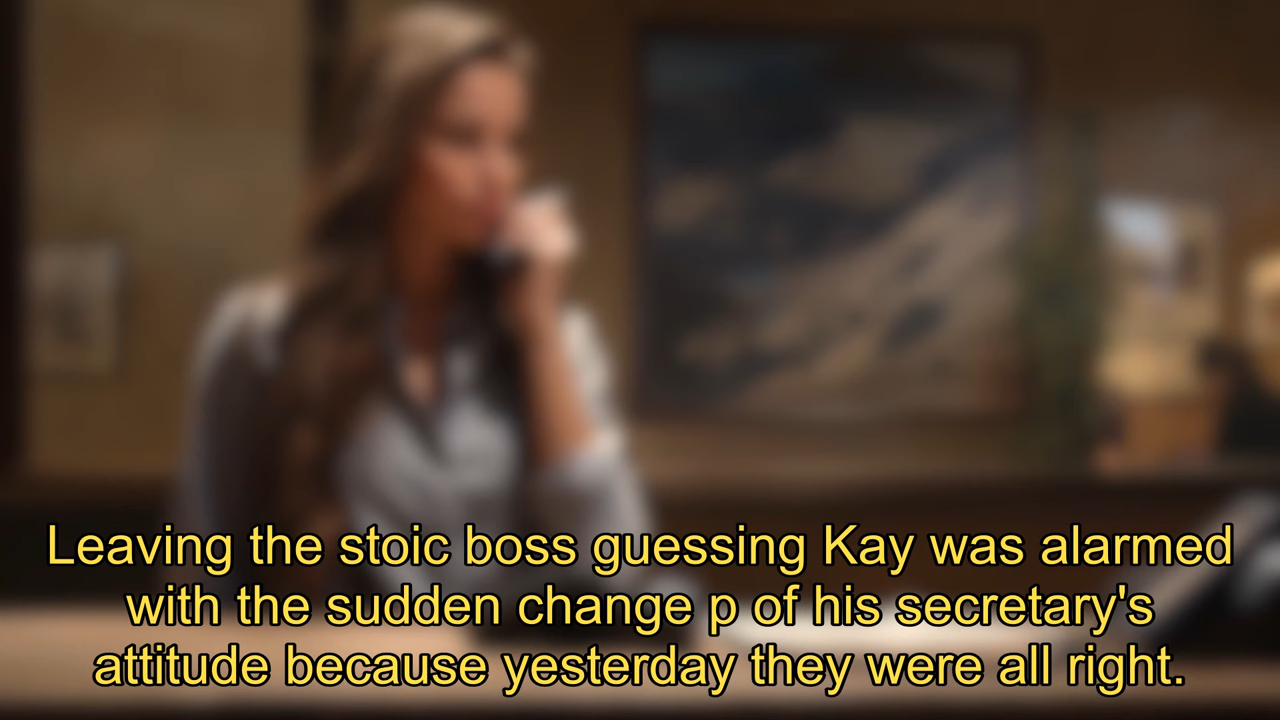 Leaving the stoic boss guessing Kay was alarmed
with the sudden change p of his secretary's
attitude because yesterday they were all right.